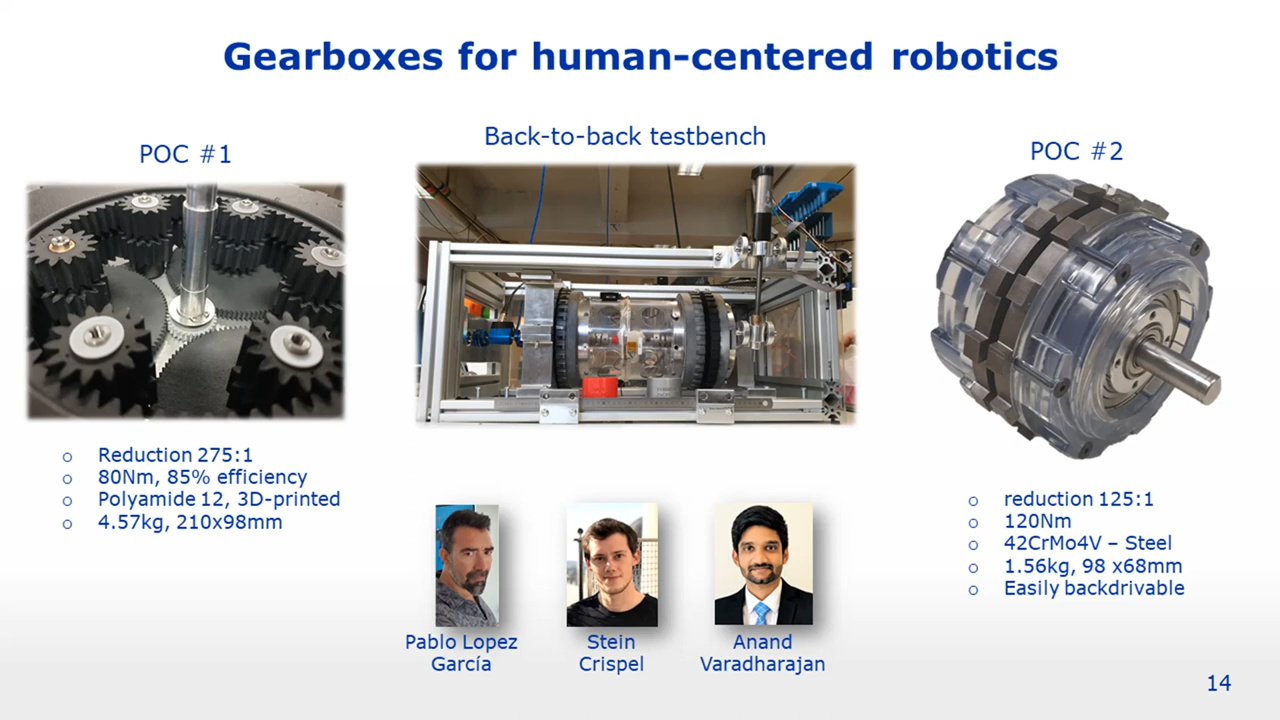 Gearboxes for human-centered robotics
POC #1
Back-to-back testbench
POC #2
o Reduction 275:1
o 80Nm, 85% efficiency
o Polyamide 12, 3D-printed
o 4.57kg, 210x98mm
o reduction 125:1
o 120Nm
o 42CrMo4V – Steel
o 1.56kg, 98 x68mm
o Easily backdrivable
Pablo Lopez
García
Stein
Crispel
Anand
Varadharajan
14